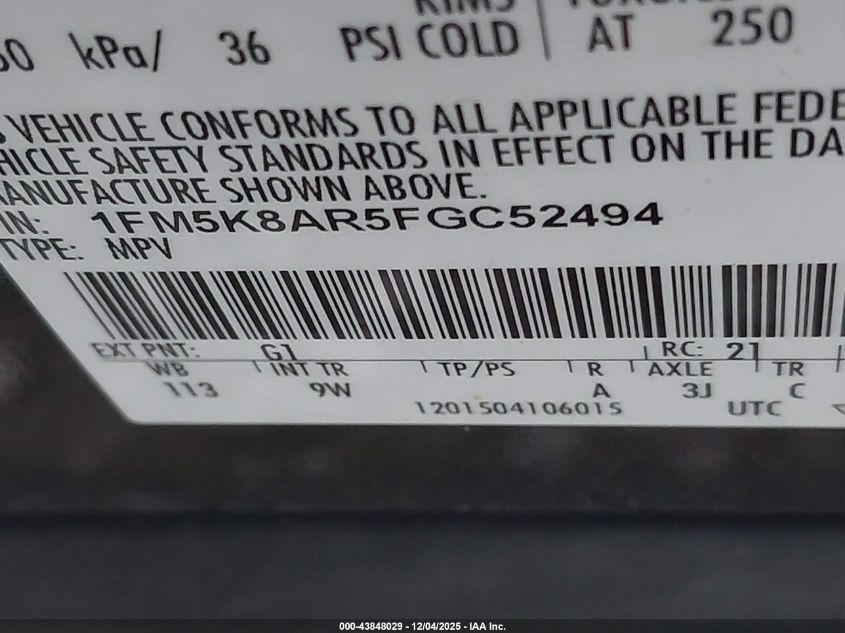 kPa/ 36 PSI COLD AT 250
VEHICLE CONFORMS TO ALL APPLICABLE FEDE
HICLE SAFETY STANDARDS IN EFFECT ON THE DA
ANUFACTURE SHOWN ABOVE.
IN: 1FM5K8AR5FGC52494
TYPE: MPV
EXT PNT: G1 RC: 21
WB INT TR TP/PS R AXLE TR
113 9W A 3J C
1201504106015 UTC
000-43848029 - 12/04/2025 - IAA Inc.